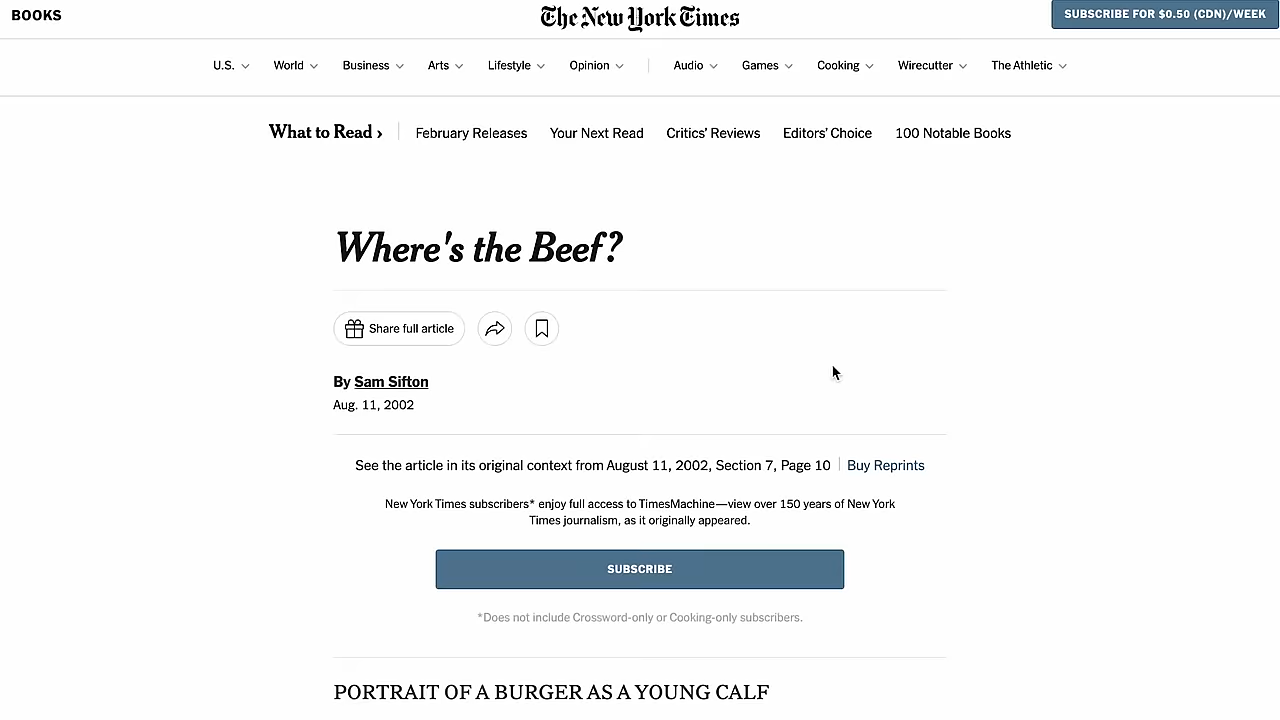 BOOKS
The New York Times
SUBSCRIBE FOR $0.50 (CDN)/WEEK
U.S. World Business Arts Lifestyle Opinion Audio Games Cooking Wirecutter The Athletic
What to Read › February Releases Your Next Read Critics' Reviews Editors' Choice 100 Notable Books
Where's the Beef?
Share full article
By Sam Sifton
Aug. 11, 2002
See the article in its original context from August 11, 2002, Section 7, Page 10 Buy Reprints
New York Times subscribers* enjoy full access to TimesMachine—view over 150 years of New York
Times journalism, as it originally appeared.
SUBSCRIBE
*Does not include Crossword-only or Cooking-only subscribers.
PORTRAIT OF A BURGER AS A YOUNG CALF